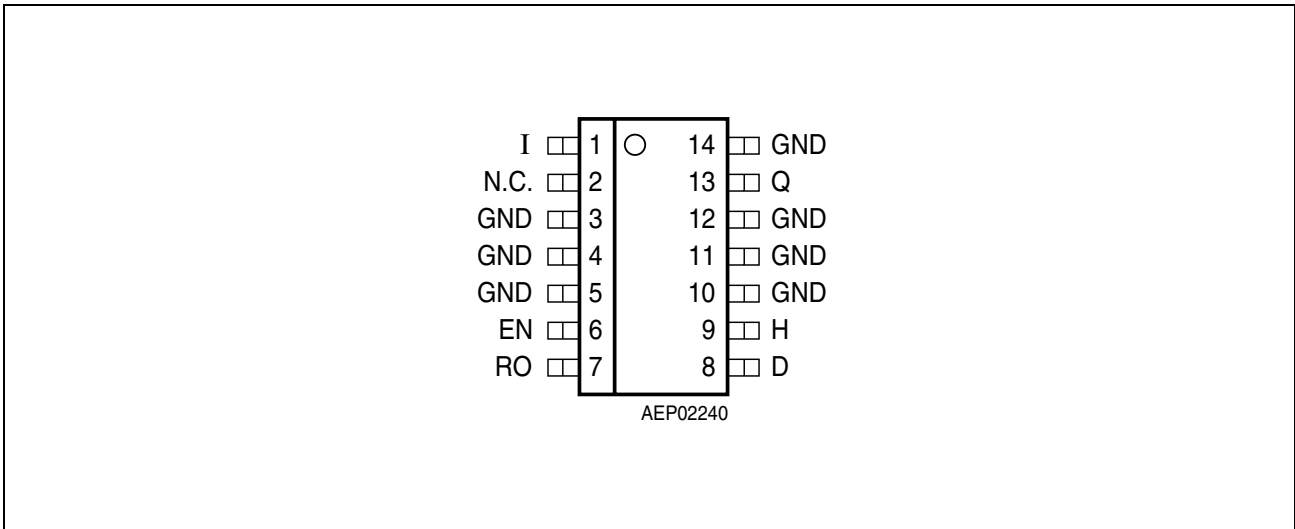 I 1 14 GND
N.C. 2 13 Q
GND 3 12 GND
GND 4 11 GND
GND 5 10 GND
EN 6 9 H
RO 7 8 D
AEP02240